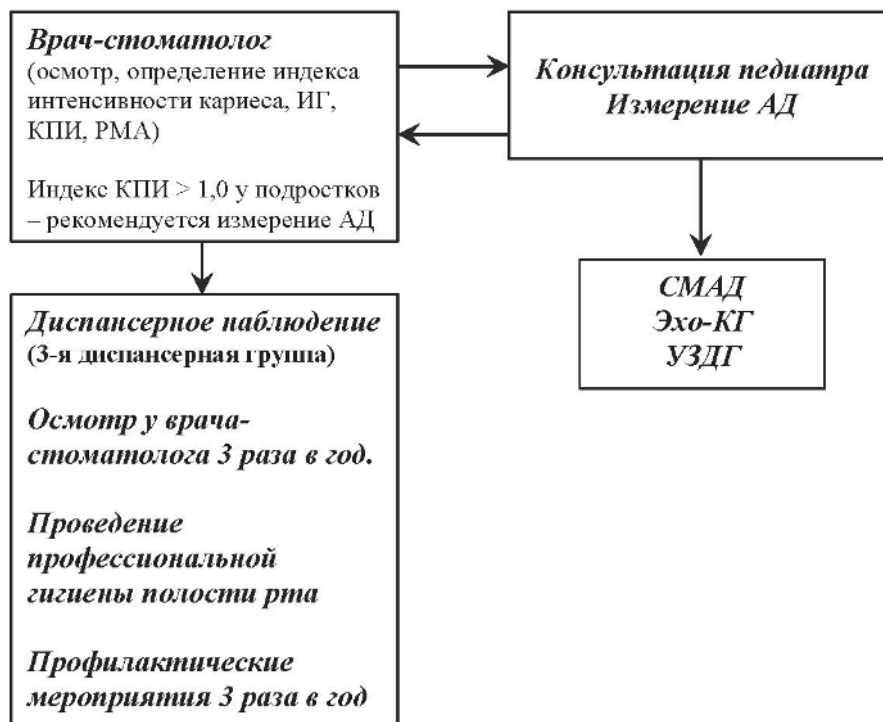 Врач-стоматолог
(осмотр, определение индекса
интенсивности кариеса, ИГ,
КПИ, РМА)
Индекс КПИ > 1,0 у подростков
– рекомендуется измерение АД
Консультация педиатра
Измерение АД
СМАД
Эхо-КГ
УЗДГ
Диспансерное наблюдение
(3-я диспансерная группа)
Осмотр у врача-
стоматолога 3 раза в год.
Проведение
профессиональной
гигиены полости рта
Профилактические
мероприятия 3 раза в год